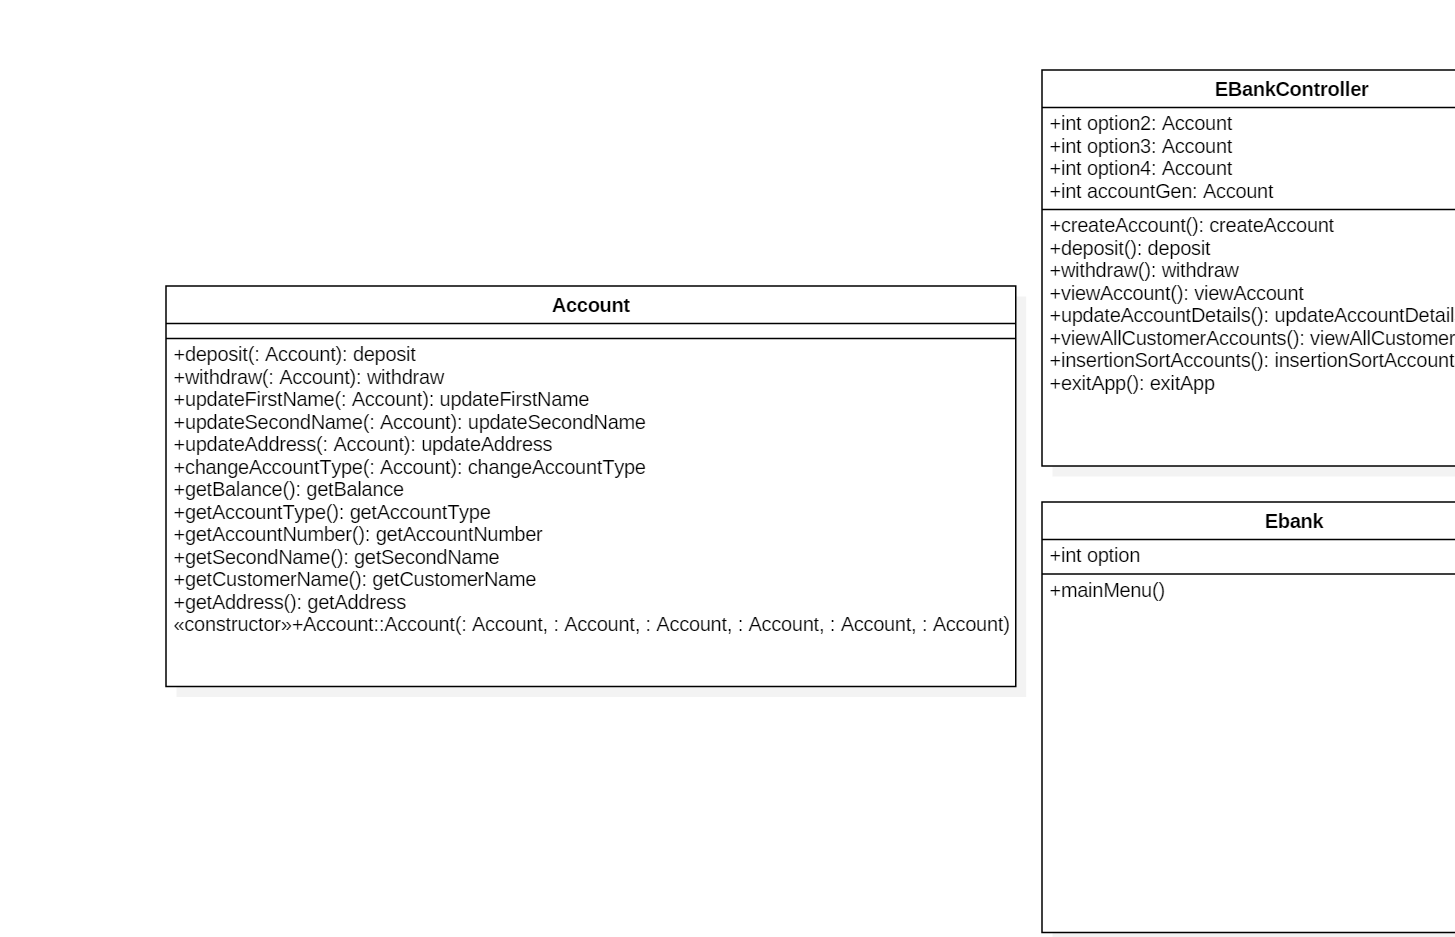 EBankController
+int option2: Account
+int option3: Account
+int option4: Account
+int accountGen: Account
+createAccount(): createAccount
+deposit(): deposit
+withdraw(): withdraw
+viewAccount(): viewAccount
+updateAccountDetails(): updateAccountDetail
+viewAllCustomerAccounts(): viewAllCustomer
+insertionSortAccounts(): insertionSortAccount
+exitApp(): exitApp
Account
+deposit(: Account): deposit
+withdraw(: Account): withdraw
+updateFirstName(: Account): updateFirstName
+updateSecondName(: Account): updateSecondName
+updateAddress(: Account): updateAddress
+changeAccountType(: Account): changeAccountType
+getBalance(): getBalance
+getAccountType(): getAccountType
+getAccountNumber(): getAccountNumber
+getSecondName(): getSecondName
+getCustomerName(): getCustomerName
+getAddress(): getAddress
«constructor»+Account::Account(: Account, : Account, : Account, : Account, : Account, : Account)
Ebank
+int option
+mainMenu()